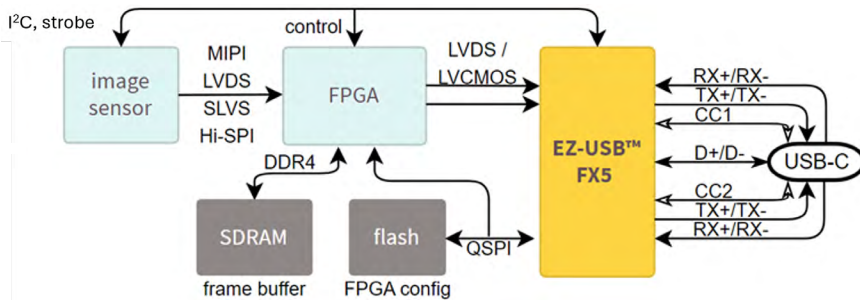 I²C, strobe
control
image
sensor
MIPI
LVDS
SLVS
Hi-SPI
FPGA
LVDS /
LVCMOS
EZ-USB™
FX5
RX+/RX-
TX+/TX-
CC1
D+/D-
USB-C
CC2
TX+/TX-
RX+/RX-
DDR4
SDRAM
frame buffer
flash
FPGA config
QSPI